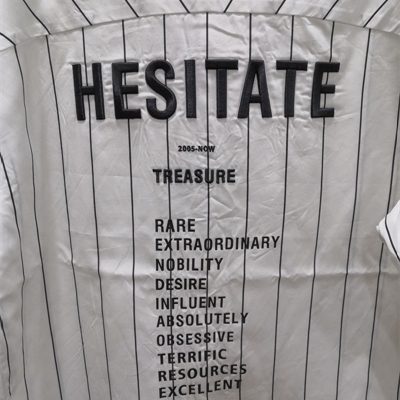 HESITATE
2005-NOW
TREASURE
RARE
EXTRAORDINARY
NOBILITY
DESIRE
INFLUENT
ABSOLUTELY
OBSESSIVE
TERRIFIC
RESOURCES
EXCELLENT